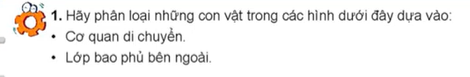 1. Hãy phân loại những con vật trong các hình dưới đây dựa vào:
• Cơ quan di chuyển.
• Lớp bao phủ bên ngoài.